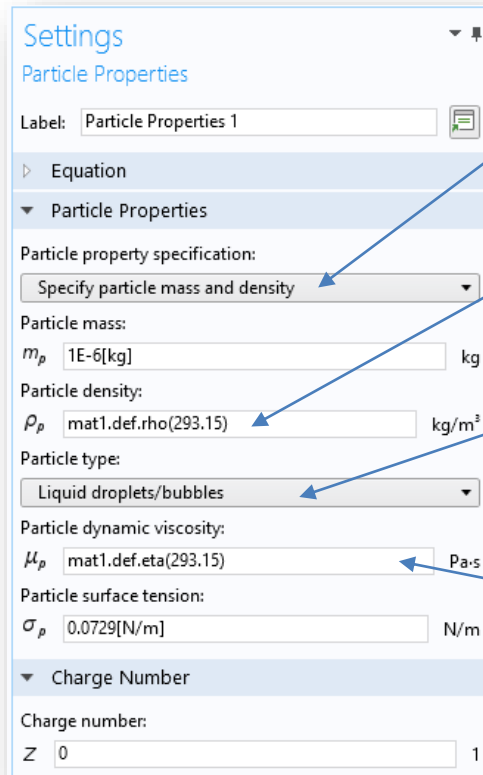 Settings
Particle Properties
Label: Particle Properties 1
Equation
Particle Properties
Particle property specification:
Specify particle mass and density
Particle mass:
mₚ 1E-6[kg] kg
Particle density:
ρₚ mat1.def.rho(293.15) kg/m³
Particle type:
Liquid droplets/bubbles
Particle dynamic viscosity:
μₚ mat1.def.eta(293.15) Pa·s
Particle surface tension:
σₚ 0.0729[N/m] N/m
Charge Number
Charge number:
Z 0 1